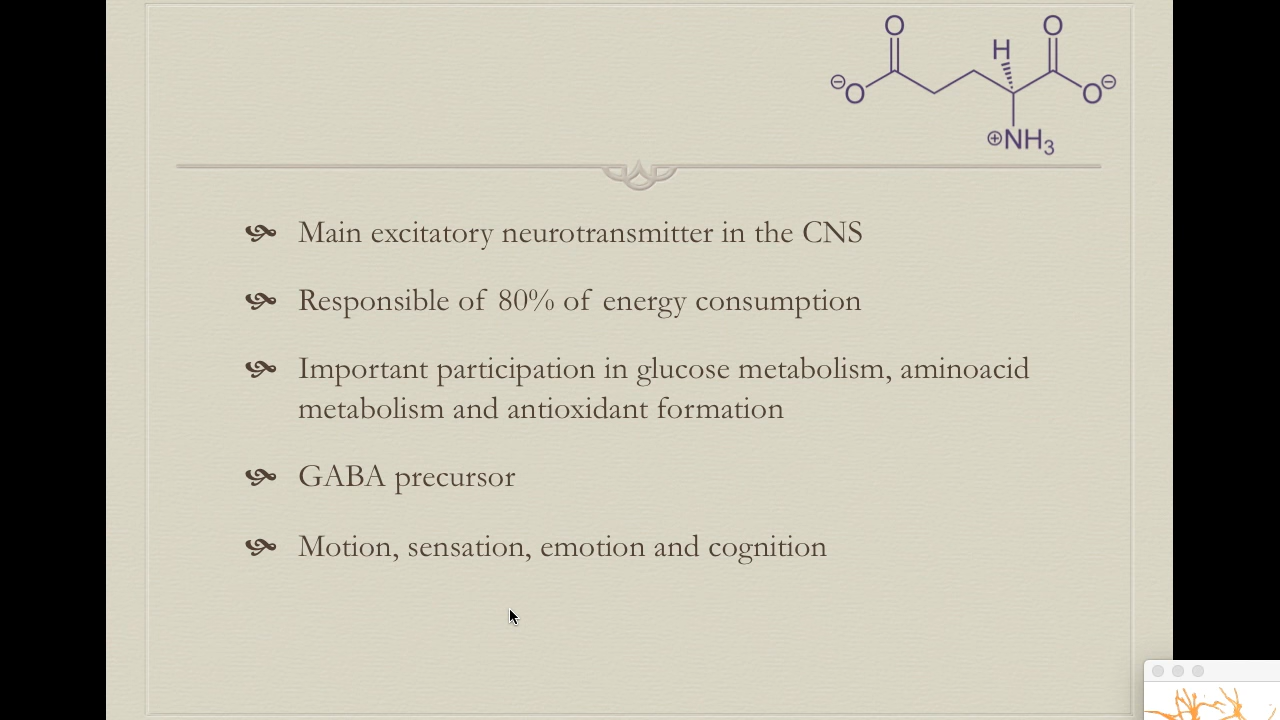 O
H
O
⊖O
O⊖
⊕NH3
Main excitatory neurotransmitter in the CNS
Responsible of 80% of energy consumption
Important participation in glucose metabolism, aminoacid
metabolism and antioxidant formation
GABA precursor
Motion, sensation, emotion and cognition